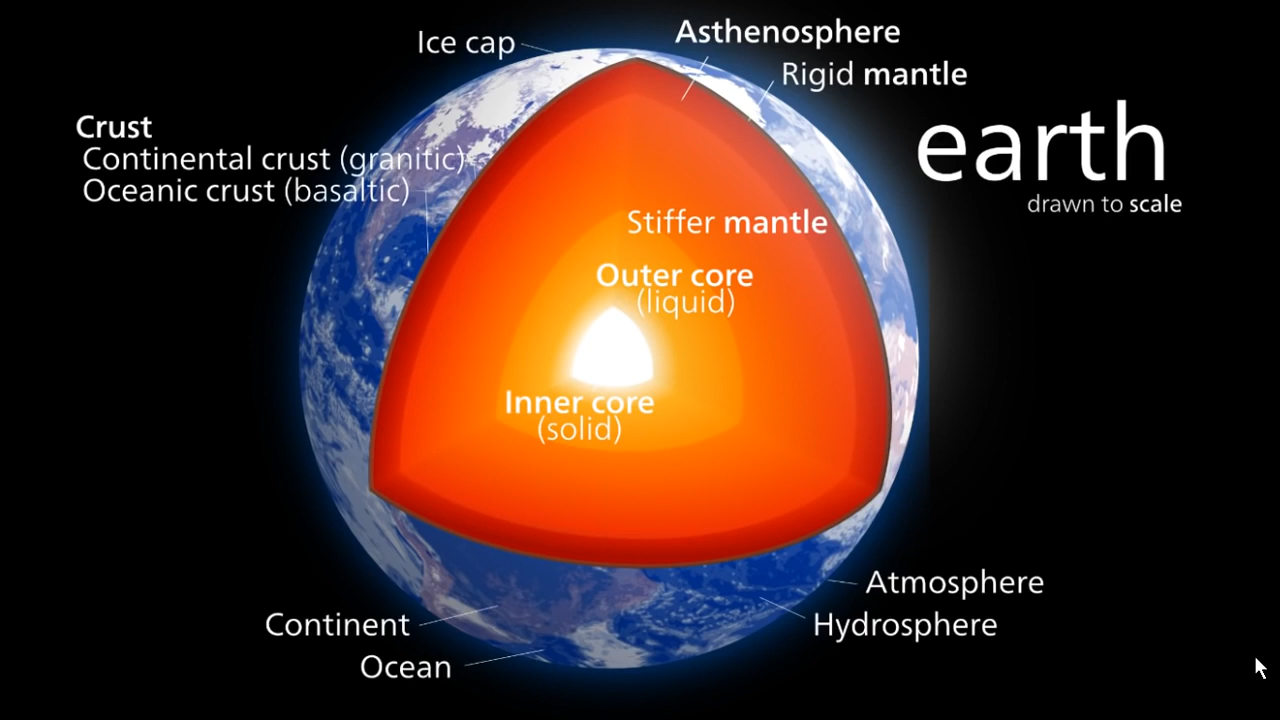 Ice cap
Asthenosphere
Rigid mantle
Crust
Continental crust (granitic)
Oceanic crust (basaltic)
earth
drawn to scale
Stiffer mantle
Outer core
(liquid)
Inner core
(solid)
Atmosphere
Hydrosphere
Continent
Ocean